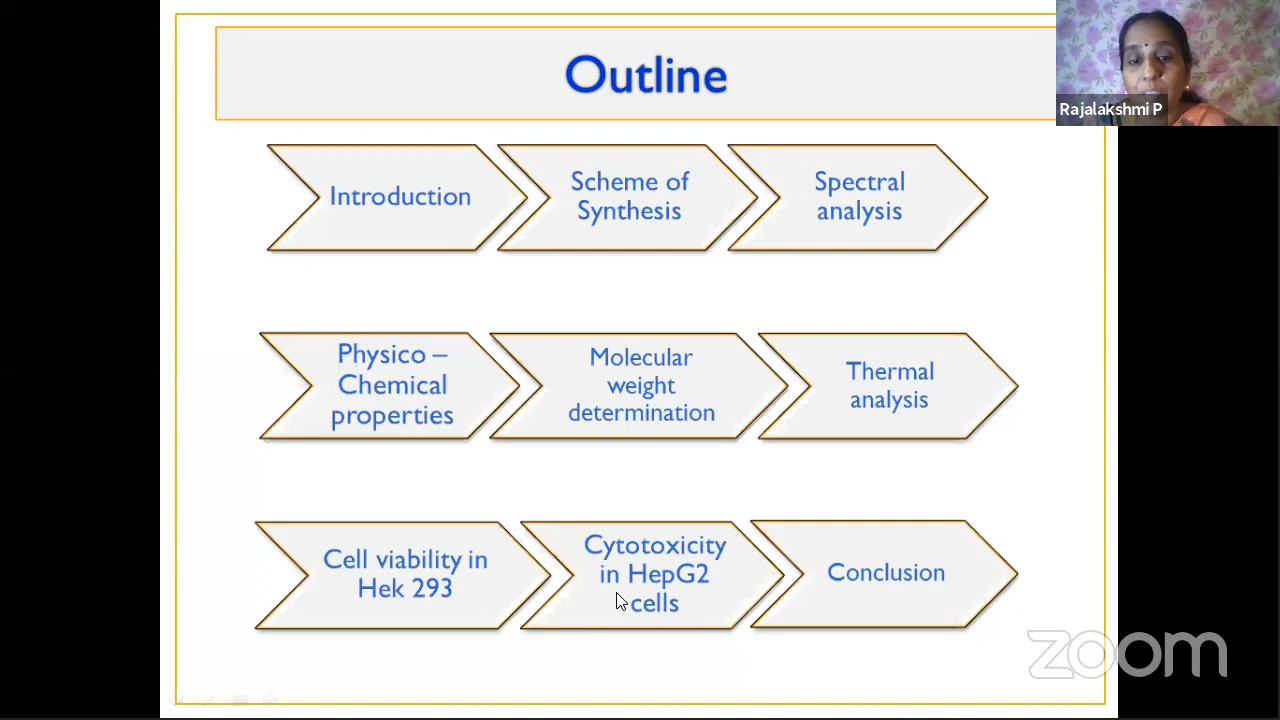 Outline
Rajalakshmi P
Introduction
Scheme of
Synthesis
Spectral
analysis
Physico –
Chemical
properties
Molecular
weight
determination
Thermal
analysis
Cell viability in
Hek 293
Cytotoxicity
in HepG2
cells
Conclusion
zoom